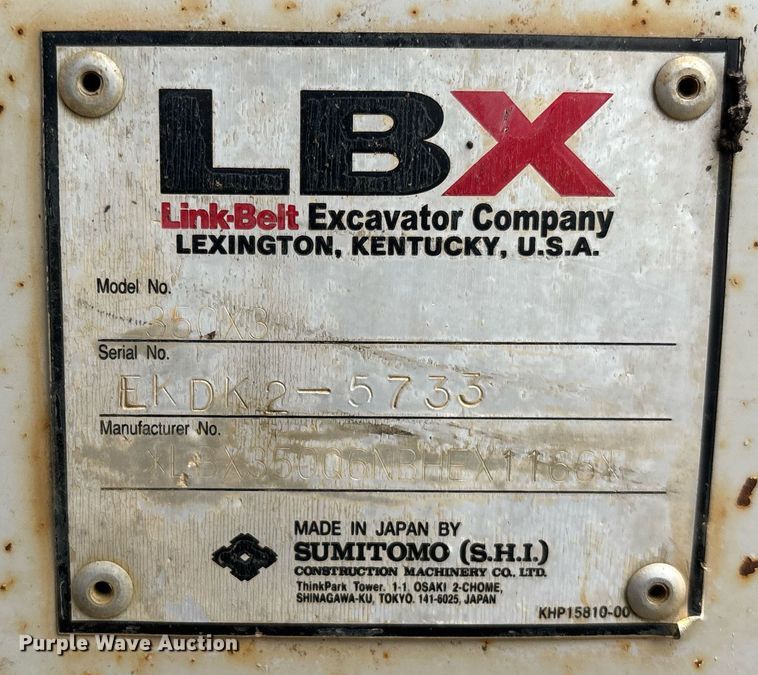 LBX
Link-Belt Excavator Company
LEXINGTON, KENTUCKY, U.S.A.
Model No.
350X3
Serial No.
EKDK2-5733
Manufacturer No.
MADE IN JAPAN BY
SUMITOMO (S.H.I.)
CONSTRUCTION MACHINERY CO., LTD.
ThinkPark Tower. 1-1, OSAKI 2-CHOME,
SHINAGAWA-KU, TOKYO. 141-6025, JAPAN
KHP15810-00
Purple Wave Auction